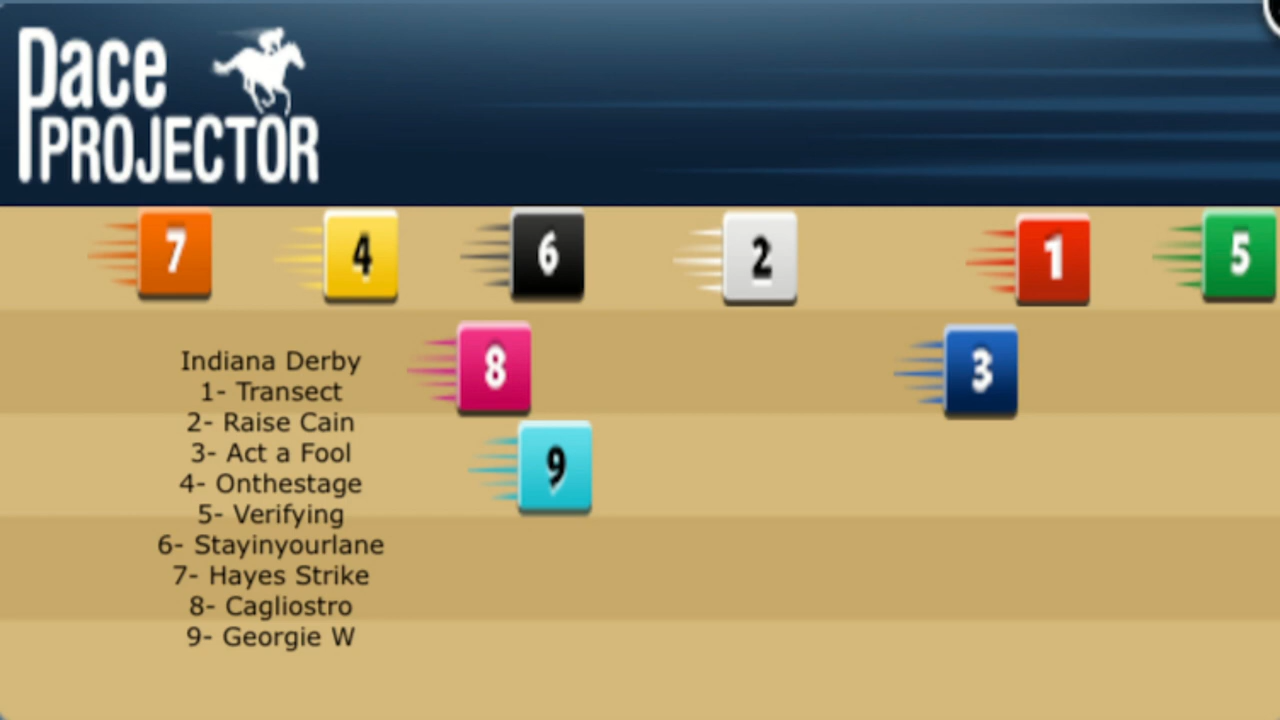 Pace
PROJECTOR
7 4 6 2 1 5
8 3
9
Indiana Derby
1- Transect
2- Raise Cain
3- Act a Fool
4- Onthestage
5- Verifying
6- Stayinyourlane
7- Hayes Strike
8- Cagliostro
9- Georgie W